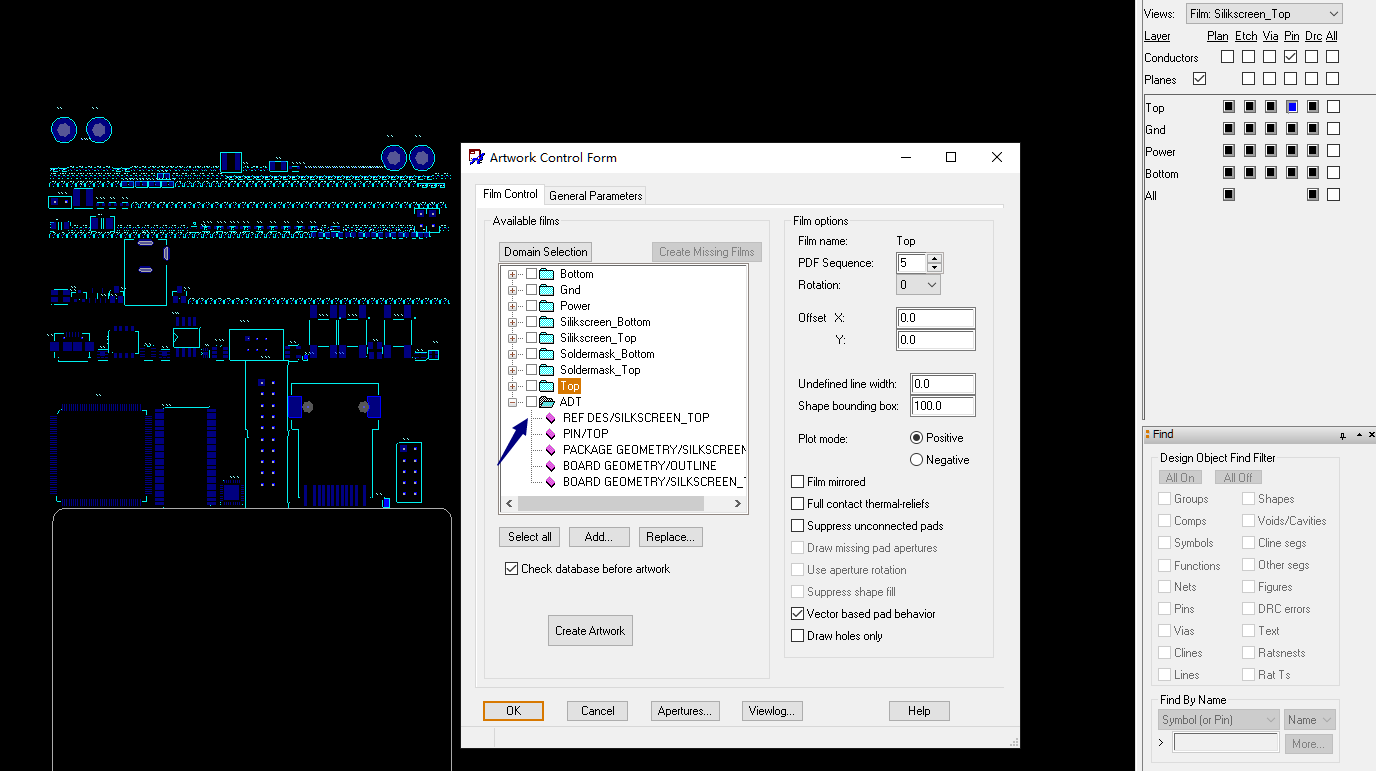 Views: Film: Silikscreen_Top
Layer Plan Etch Via Pin Drc All
Conductors
Planes
Top
Gnd
Power
Bottom
All
Artwork Control Form
Film Control General Parameters
Available films
Domain Selection Create Missing Films
Bottom
Gnd
Power
Silikscreen_Bottom
Silikscreen_Top
Soldermask_Bottom
Soldermask_Top
Top
ADT
REF DES/SILKSCREEN_TOP
PIN/TOP
PACKAGE GEOMETRY/SILKSCREEN
BOARD GEOMETRY/OUTLINE
BOARD GEOMETRY/SILKSCREEN_
Select all Add... Replace...
Check database before artwork
Create Artwork
Film options
Film name: Top
PDF Sequence: 5
Rotation: 0
Offset X: 0.0
Y: 0.0
Undefined line width: 0.0
Shape bounding box: 100.0
Plot mode: Positive
Negative
Film mirrored
Full contact thermal-reliefs
Suppress unconnected pads
Draw missing pad apertures
Use aperture rotation
Suppress shape fill
Vector based pad behavior
Draw holes only
OK Cancel Apertures... Viewlog... Help
Find
Design Object Find Filter
All On All Off
Groups Shapes
Comps Voids/Cavities
Symbols Cline segs
Functions Other segs
Nets Figures
Pins DRC errors
Vias Text
Clines Ratsnests
Lines Rat Ts
Find By Name
Symbol (or Pin) Name
> More...